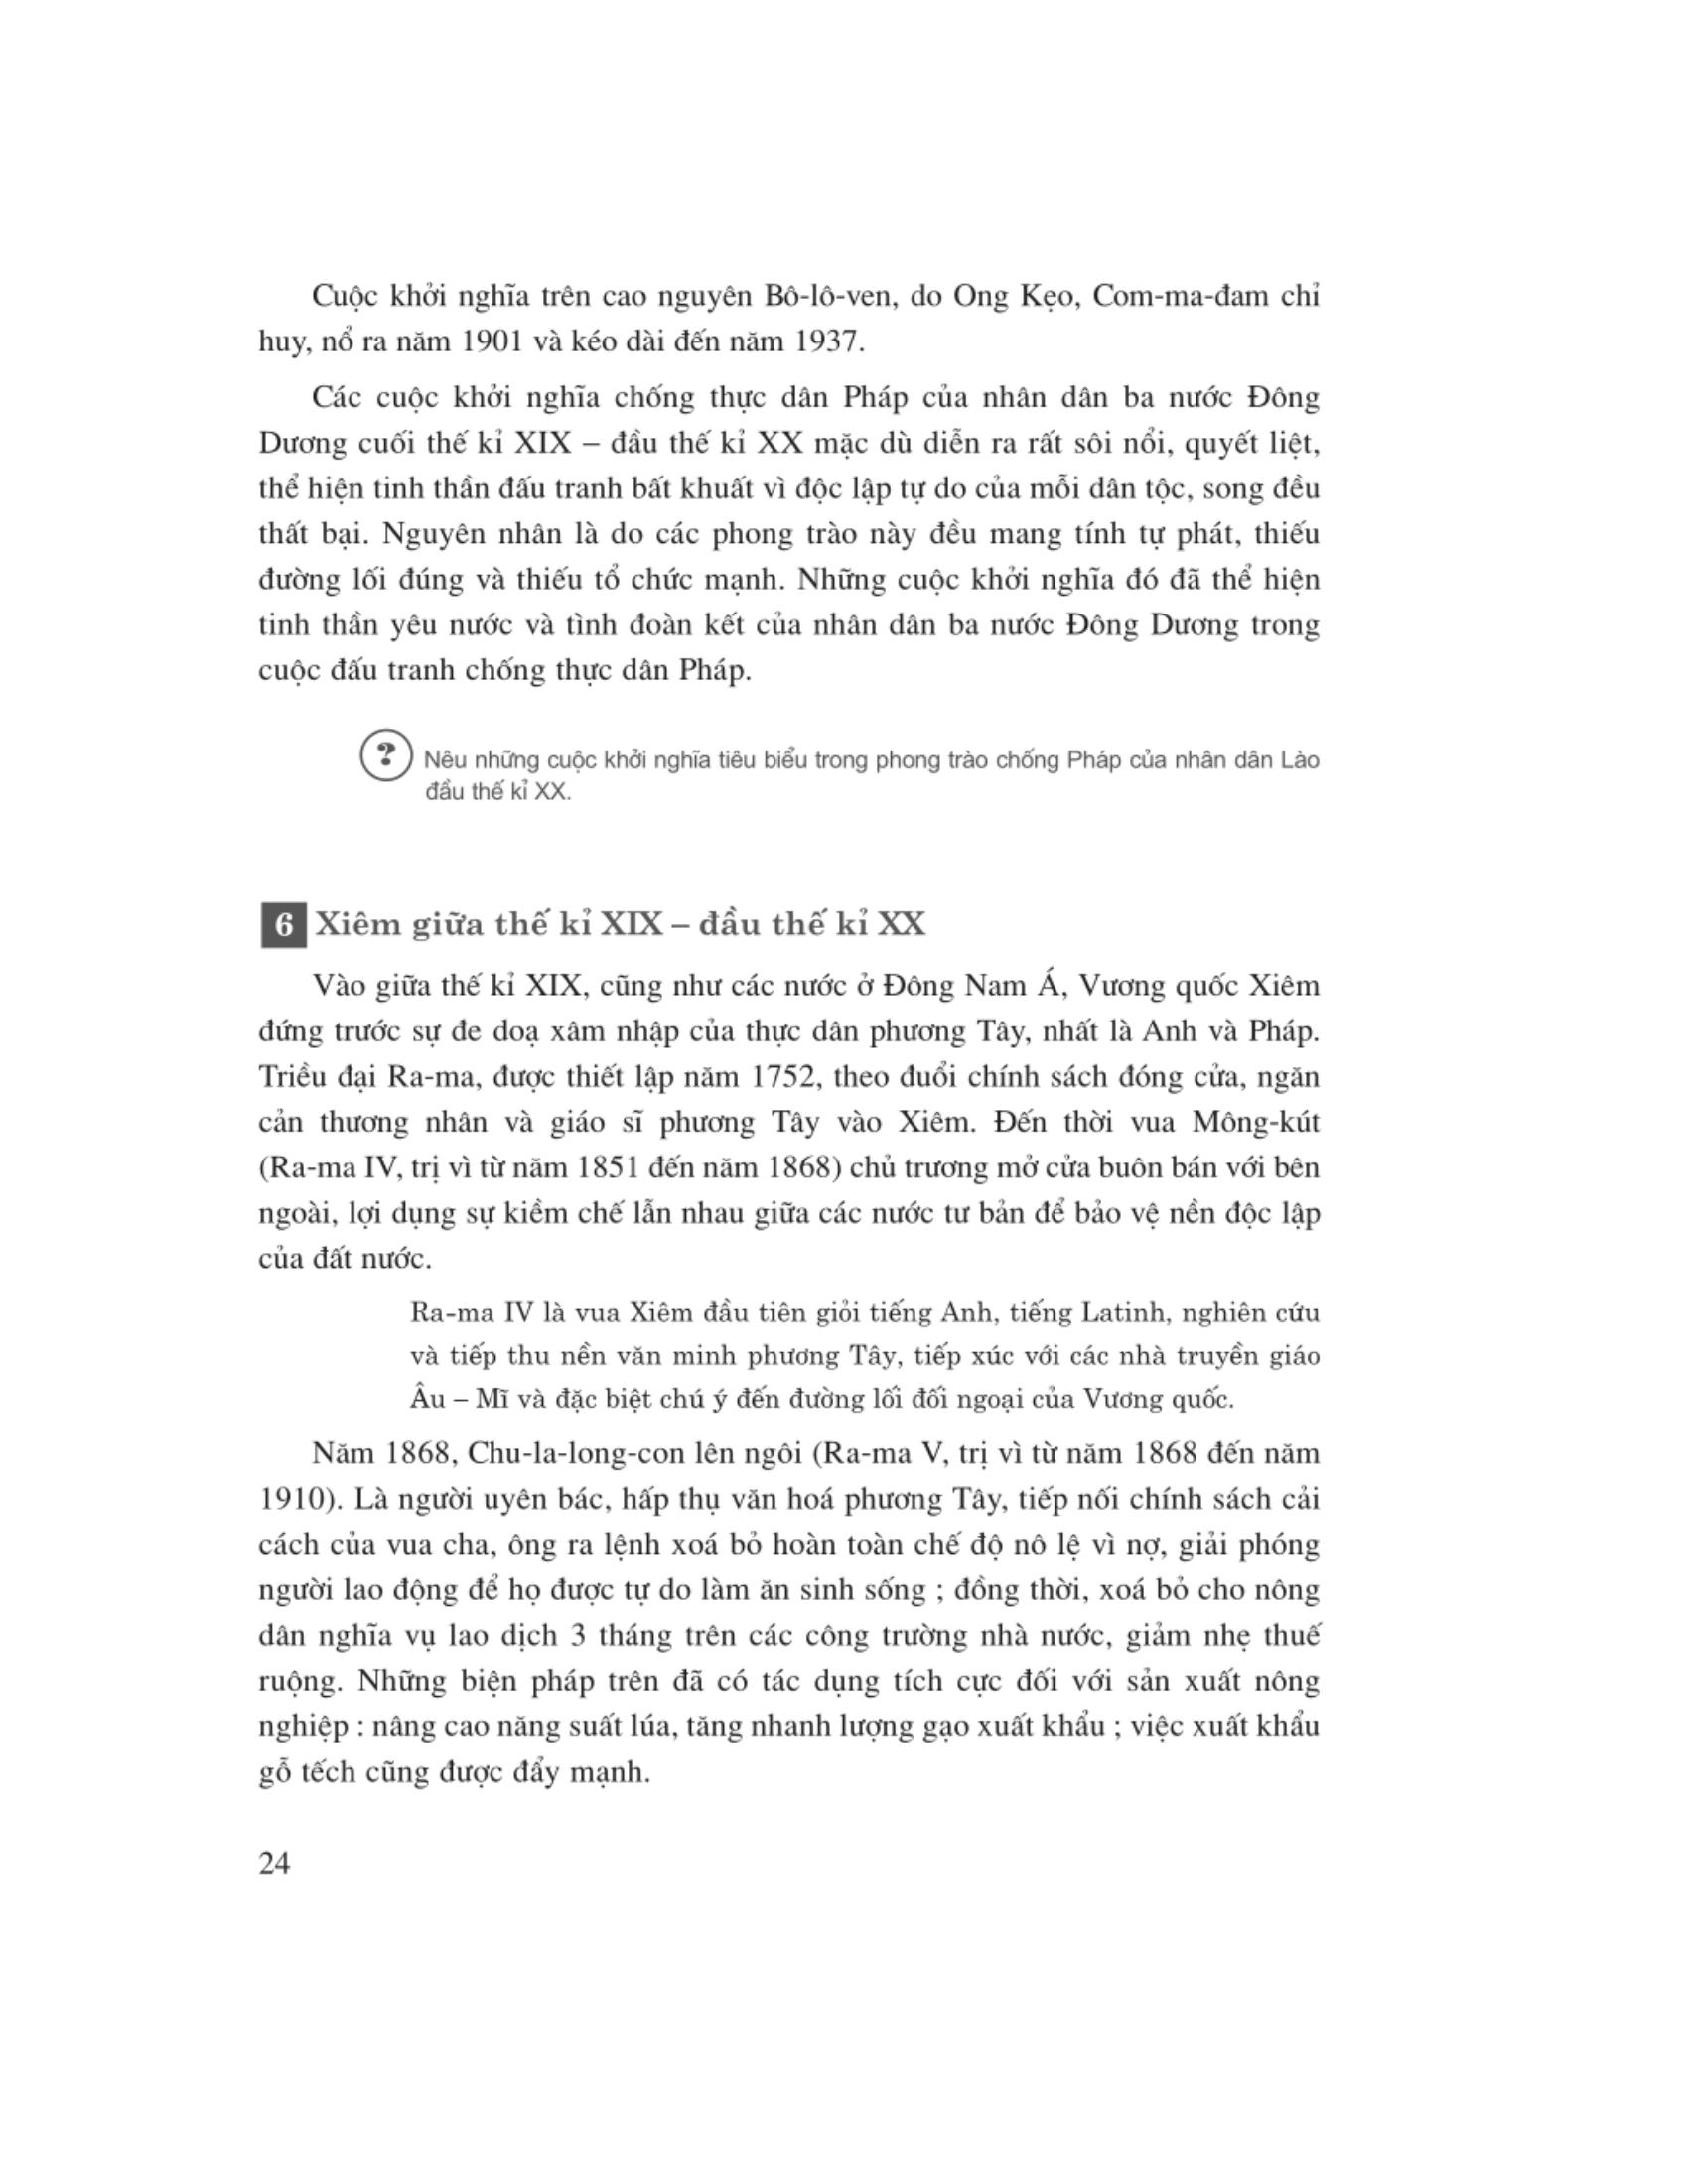 Cuộc khởi nghĩa trên cao nguyên Bô-lô-ven, do Ong Kẹo, Com-ma-đam chỉ
huy, nổ ra năm 1901 và kéo dài đến năm 1937.
Các cuộc khởi nghĩa chống thực dân Pháp của nhân dân ba nước Đông
Dương cuối thế kỉ XIX – đầu thế kỉ XX mặc dù diễn ra rất sôi nổi, quyết liệt,
thể hiện tinh thần đấu tranh bất khuất vì độc lập tự do của mỗi dân tộc, song đều
thất bại. Nguyên nhân là do các phong trào này đều mang tính tự phát, thiếu
đường lối đúng và thiếu tổ chức mạnh. Những cuộc khởi nghĩa đó đã thể hiện
tinh thần yêu nước và tình đoàn kết của nhân dân ba nước Đông Dương trong
cuộc đấu tranh chống thực dân Pháp.
? Nêu những cuộc khởi nghĩa tiêu biểu trong phong trào chống Pháp của nhân dân Lào
đầu thế kỉ XX.
6 Xiêm giữa thế kỉ XIX – đầu thế kỉ XX
Vào giữa thế kỉ XIX, cũng như các nước ở Đông Nam Á, Vương quốc Xiêm
đứng trước sự đe doạ xâm nhập của thực dân phương Tây, nhất là Anh và Pháp.
Triều đại Ra-ma, được thiết lập năm 1752, theo đuổi chính sách đóng cửa, ngăn
cản thương nhân và giáo sĩ phương Tây vào Xiêm. Đến thời vua Mông-kút
(Ra-ma IV, trị vì từ năm 1851 đến năm 1868) chủ trương mở cửa buôn bán với bên
ngoài, lợi dụng sự kiềm chế lẫn nhau giữa các nước tư bản để bảo vệ nền độc lập
của đất nước.
Ra-ma IV là vua Xiêm đầu tiên giỏi tiếng Anh, tiếng Latinh, nghiên cứu
và tiếp thu nền văn minh phương Tây, tiếp xúc với các nhà truyền giáo
Âu – Mĩ và đặc biệt chú ý đến đường lối đối ngoại của Vương quốc.
Năm 1868, Chu-la-long-con lên ngôi (Ra-ma V, trị vì từ năm 1868 đến năm
1910). Là người uyên bác, hấp thụ văn hoá phương Tây, tiếp nối chính sách cải
cách của vua cha, ông ra lệnh xoá bỏ hoàn toàn chế độ nô lệ vì nợ, giải phóng
người lao động để họ được tự do làm ăn sinh sống ; đồng thời, xoá bỏ cho nông
dân nghĩa vụ lao dịch 3 tháng trên các công trường nhà nước, giảm nhẹ thuế
ruộng. Những biện pháp trên đã có tác dụng tích cực đối với sản xuất nông
nghiệp : nâng cao năng suất lúa, tăng nhanh lượng gạo xuất khẩu ; việc xuất khẩu
gỗ tếch cũng được đẩy mạnh.
24